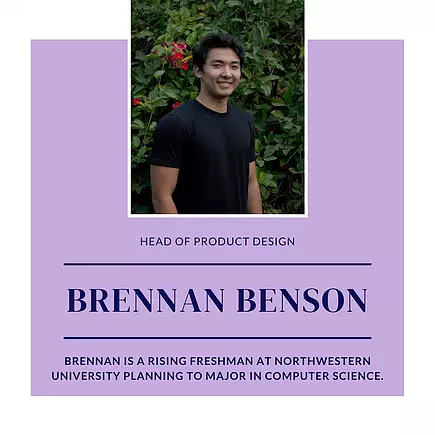 HEAD OF PRODUCT DESIGN
BRENNAN BENSON
BRENNAN IS A RISING FRESHMAN AT NORTHWESTERN
UNIVERSITY PLANNING TO MAJOR IN COMPUTER SCIENCE.